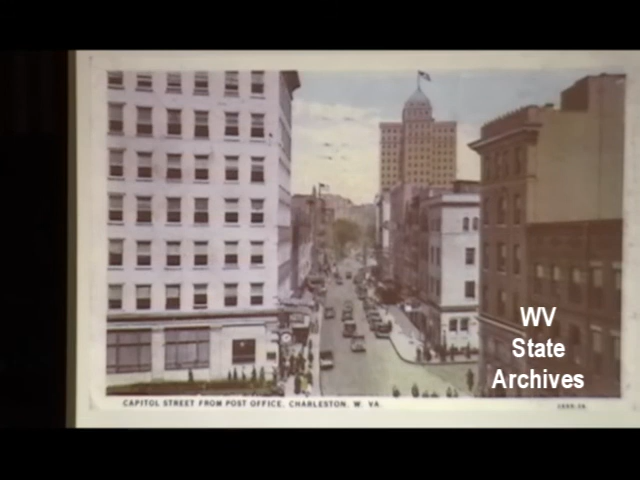 WV
State
Archives
CAPITOL STREET FROM POST OFFICE, CHARLESTON, W. VA.